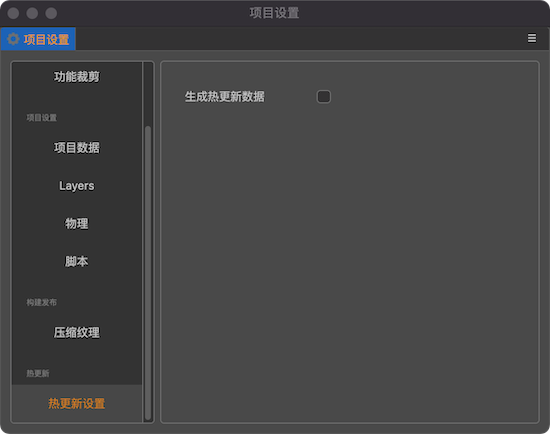 项目设置
项目设置
功能裁剪
项目设置
项目数据
Layers
物理
脚本
构建发布
压缩纹理
热更新
热更新设置
生成热更新数据